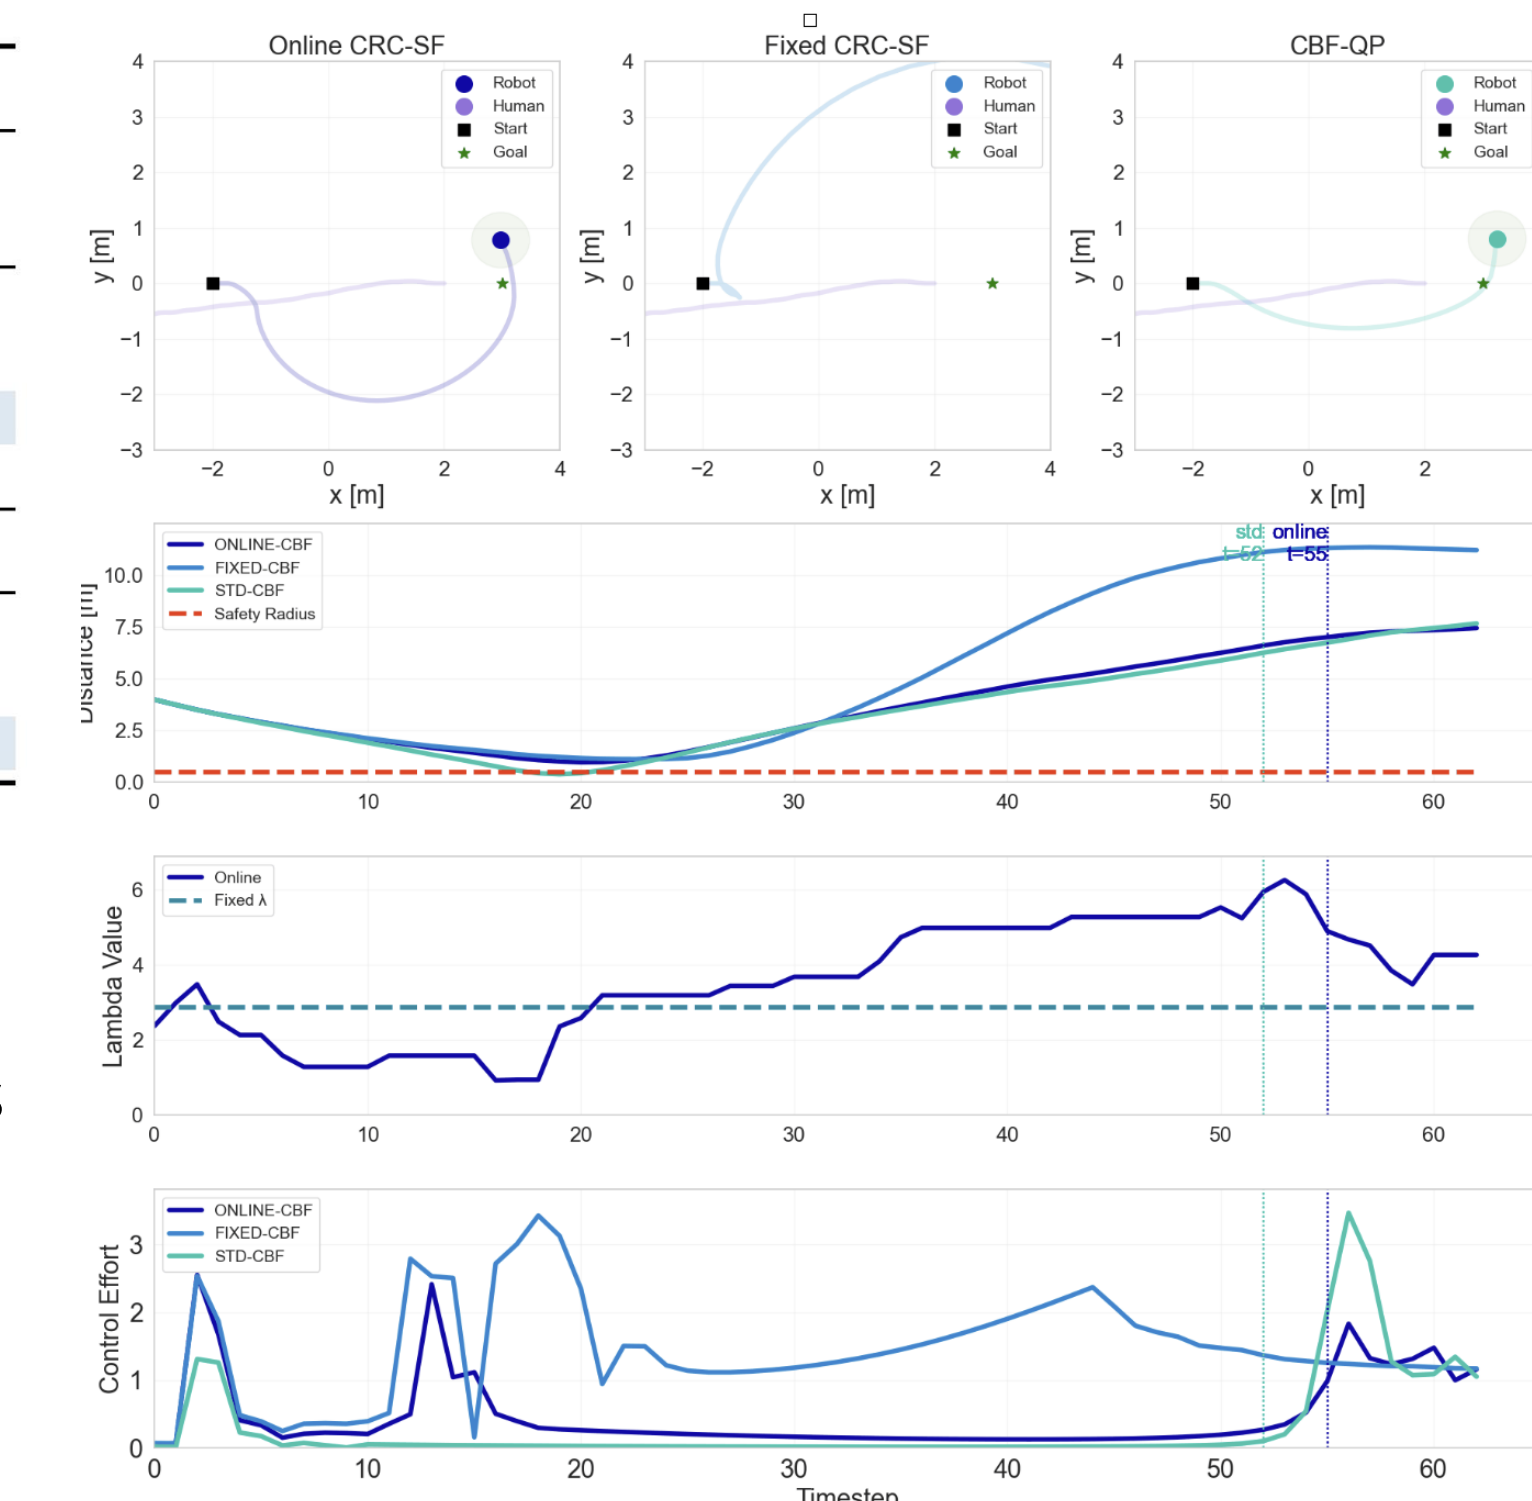 Online CRC-SF
Fixed CRC-SF
CBF-QP
4
3
2
1
0
−1
−2
−3
y [m]
Robot
Human
Start
Goal
−2
0
2
4
x [m]
4
3
2
1
0
−1
−2
−3
y [m]
Robot
Human
Start
Goal
−2
0
2
4
x [m]
4
3
2
1
0
−1
−2
−3
y [m]
Robot
Human
Start
Goal
−2
0
2
x [m]
Distance [m]
10.0
7.5
5.0
2.5
0.0
ONLINE-CBF
FIXED-CBF
STD-CBF
Safety Radius
std
t=52
online
t=55
0
10
20
30
40
50
60
Lambda Value
6
4
2
0
Online
Fixed λ
0
10
20
30
40
50
60
Control Effort
3
2
1
0
ONLINE-CBF
FIXED-CBF
STD-CBF
0
10
20
30
40
50
60
Timestep